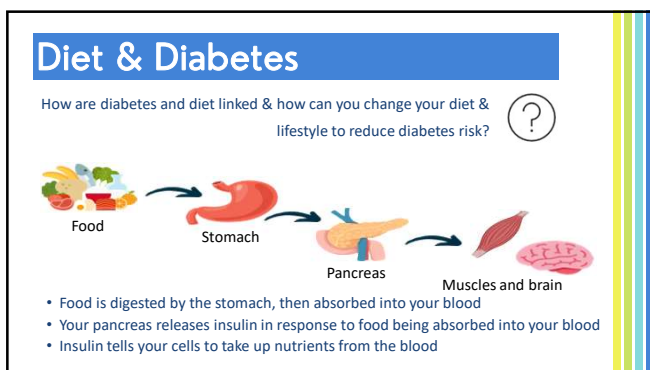 Diet & Diabetes
How are diabetes and diet linked & how can you change your diet &
lifestyle to reduce diabetes risk?
?
Food
Stomach
Pancreas
Muscles and brain
• Food is digested by the stomach, then absorbed into your blood
• Your pancreas releases insulin in response to food being absorbed into your blood
• Insulin tells your cells to take up nutrients from the blood